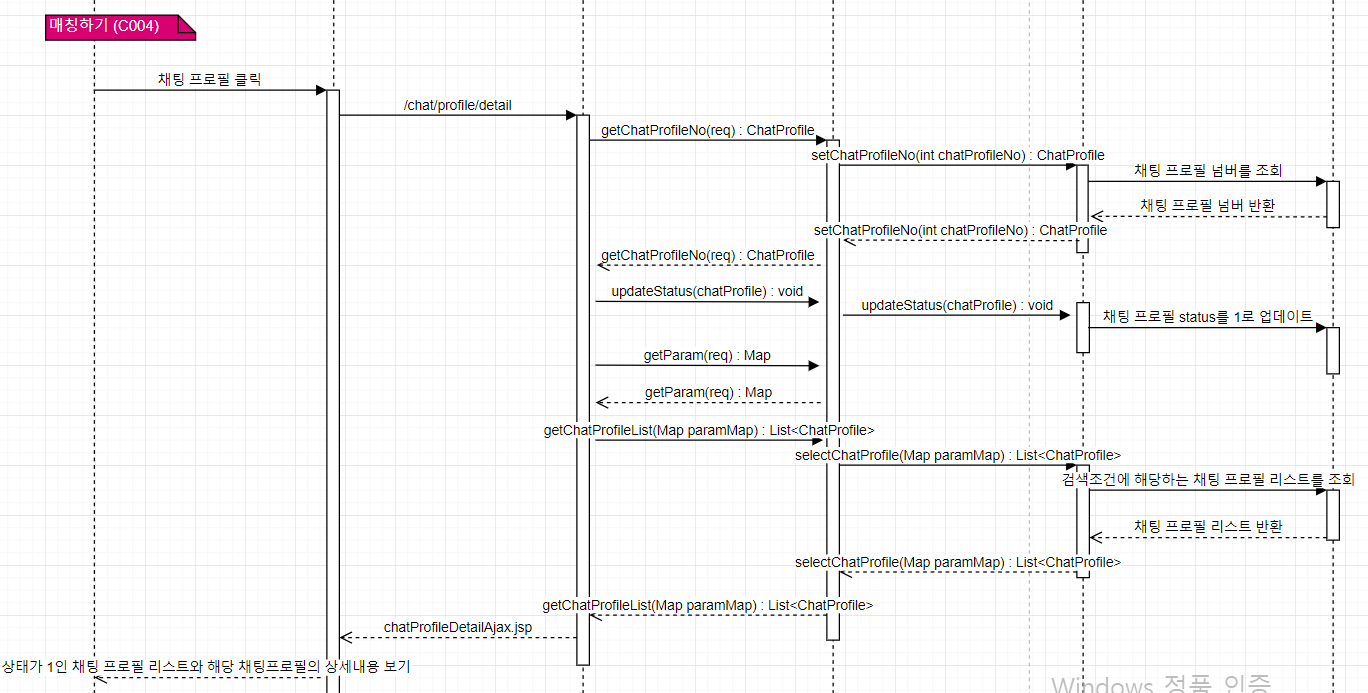 매칭하기 (C004)
채팅 프로필 클릭
/chat/profile/detail
getChatProfileNo(req) : ChatProfile
setChatProfileNo(int chatProfileNo) : ChatProfile
채팅 프로필 넘버를 조회
채팅 프로필 넘버 반환
setChatProfileNo(int chatProfileNo) : ChatProfile
getChatProfileNo(req) : ChatProfile
updateStatus(chatProfile) : void
updateStatus(chatProfile) : void
채팅 프로필 status를 1로 업데이트
getParam(req) : Map
getParam(req) : Map
getChatProfileList(Map paramMap) : List<ChatProfile>
selectChatProfile(Map paramMap) : List<ChatProfile>
검색조건에 해당하는 채팅 프로필 리스트를 조회
채팅 프로필 리스트 반환
selectChatProfile(Map paramMap) : List<ChatProfile>
getChatProfileList(Map paramMap) : List<ChatProfile>
chatProfileDetailAjax.jsp
상태가 1인 채팅 프로필 리스트와 해당 채팅프로필의 상세내용 보기
Windows 정품 인증